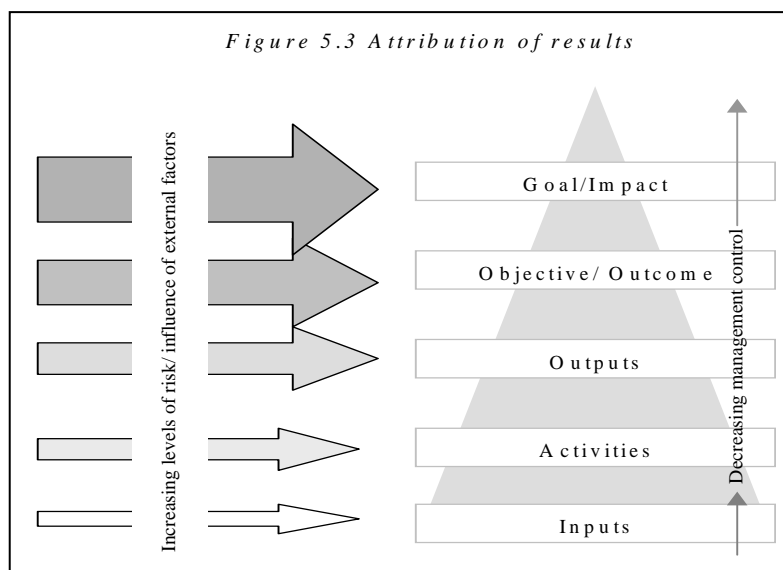 Figure 5.3 Attribution of results
Increasing levels of risk/ influence of external factors
Goal/Impact
Objective/ Outcome
Outputs
Activities
Inputs
Decreasing management control